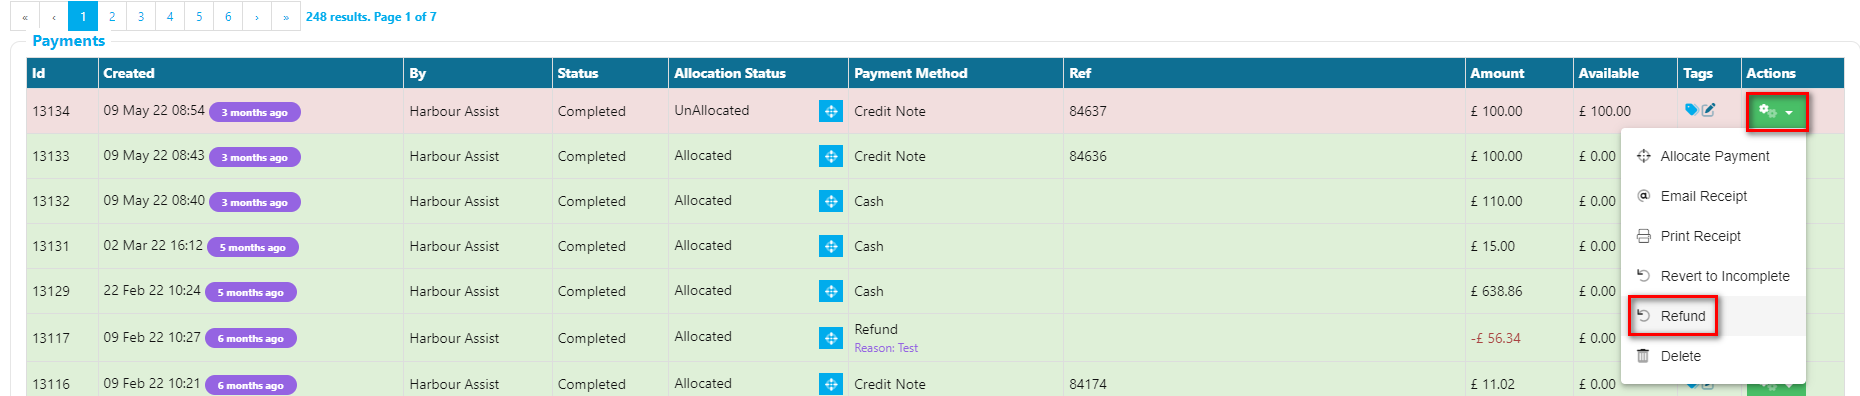 « ‹ 1 2 3 4 5 6 › » 248 results. Page 1 of 7
Payments
Id Created By Status Allocation Status Payment Method Ref Amount Available Tags Actions
13134 09 May 22 08:54 3 months ago Harbour Assist Completed UnAllocated Credit Note 84637 £ 100.00 £ 100.00
13133 09 May 22 08:43 3 months ago Harbour Assist Completed Allocated Credit Note 84636 £ 100.00 £ 0.00
Allocate Payment
13132 09 May 22 08:40 3 months ago Harbour Assist Completed Allocated Cash £ 110.00 £ 0.00
Email Receipt
Print Receipt
13131 02 Mar 22 16:12 5 months ago Harbour Assist Completed Allocated Cash £ 15.00 £ 0.00
Revert to Incomplete
13129 22 Feb 22 10:24 5 months ago Harbour Assist Completed Allocated Cash £ 638.86 £ 0.00
Refund
13117 09 Feb 22 10:27 6 months ago Harbour Assist Completed Allocated Refund -£ 56.34 £ 0.00
Reason: Test
Delete
13116 09 Feb 22 10:21 6 months ago Harbour Assist Completed Allocated Credit Note 84174 £ 11.02 £ 0.00